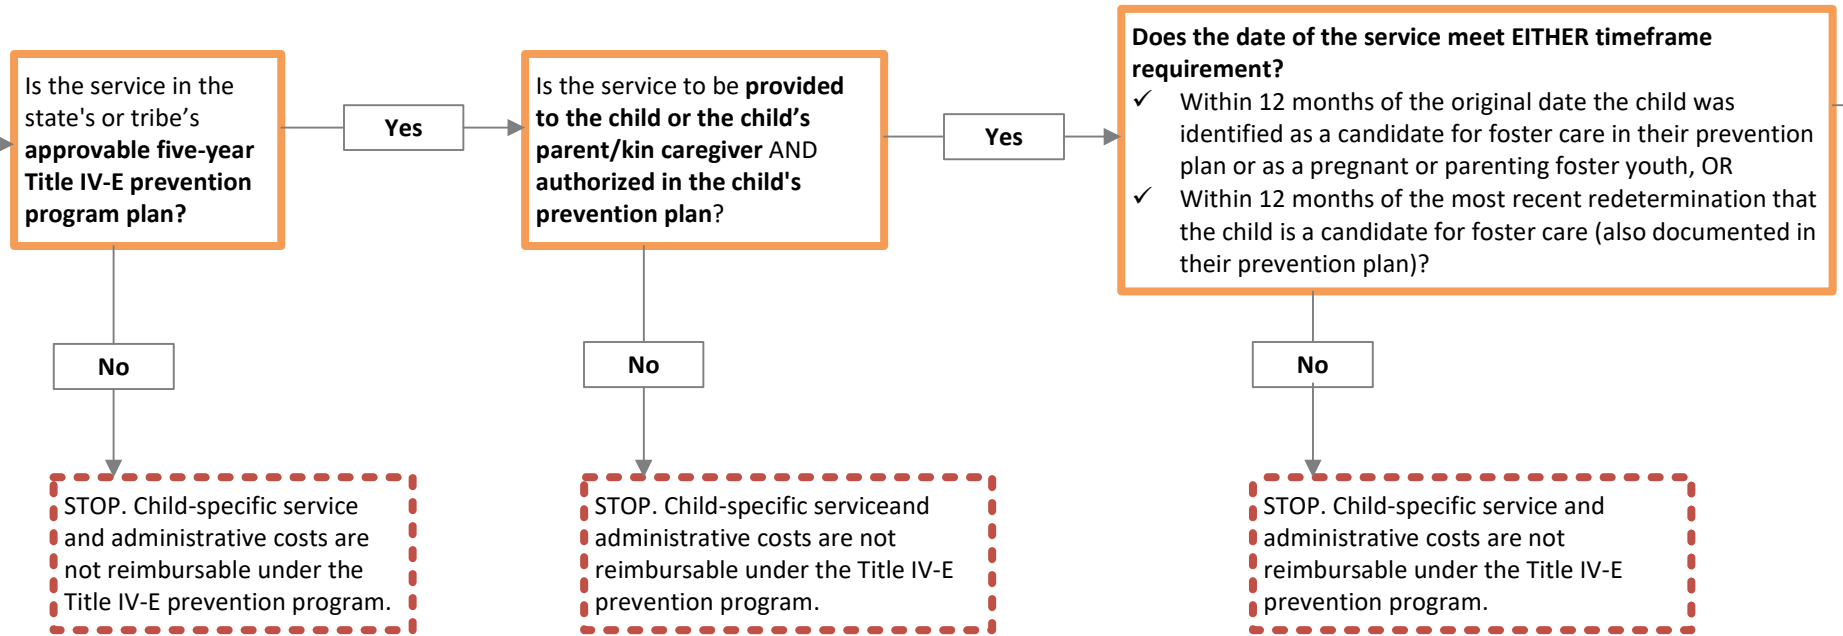 Is the service in the
state's or tribe’s
approvable five-year
Title IV-E prevention
program plan?
Yes
Is the service to be provided
to the child or the child’s
parent/kin caregiver AND
authorized in the child's
prevention plan?
Yes
Does the date of the service meet EITHER timeframe
requirement?
✓ Within 12 months of the original date the child was
identified as a candidate for foster care in their prevention
plan or as a pregnant or parenting foster youth, OR
✓ Within 12 months of the most recent redetermination that
the child is a candidate for foster care (also documented in
their prevention plan)?
No
No
No
STOP. Child-specific service
and administrative costs are
not reimbursable under the
Title IV-E prevention program.
STOP. Child-specific serviceand
administrative costs are not
reimbursable under the Title IV-E
prevention program.
STOP. Child-specific service and
administrative costs are not
reimbursable under the Title IV-E
prevention program.